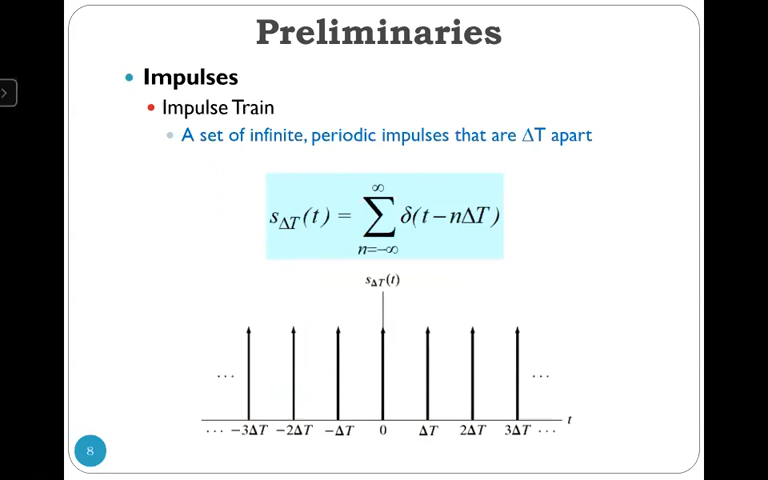 Preliminaries
Impulses
Impulse Train
A set of infinite, periodic impulses that are ΔT apart
∞
s_ΔT(t) = ∑ δ(t − nΔT)
n=−∞
s_ΔT(t)
... ...
t
... −3ΔT −2ΔT −ΔT 0 ΔT 2ΔT 3ΔT ...
8